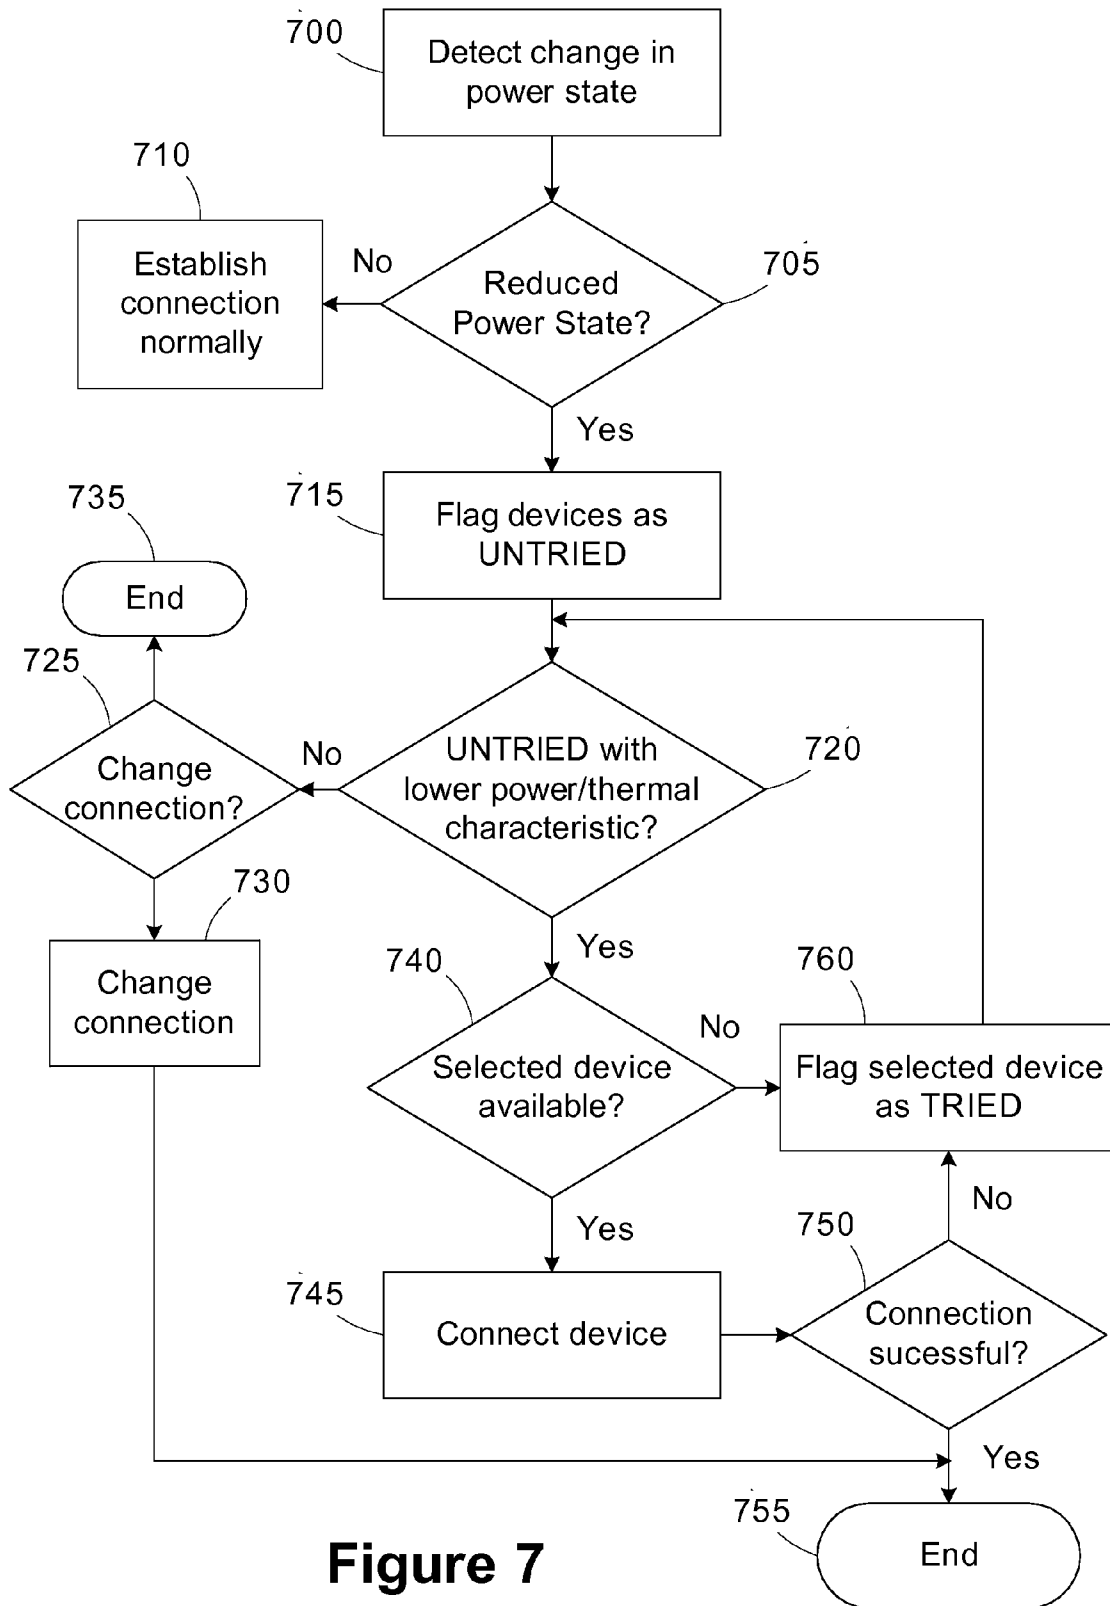 700
Detect change in
power state
710
Establish
connection
normally
No
Reduced
Power State?
705
Yes
715
Flag devices as
UNTRIED
735
End
725
Change
connection?
No
UNTRIED with
lower power/thermal
characteristic?
720
730
Change
connection
Yes
740
Selected device
available?
No
760
Flag selected device
as TRIED
Yes
No
745
Connect device
750
Connection
sucessful?
Yes
755
End
Figure 7